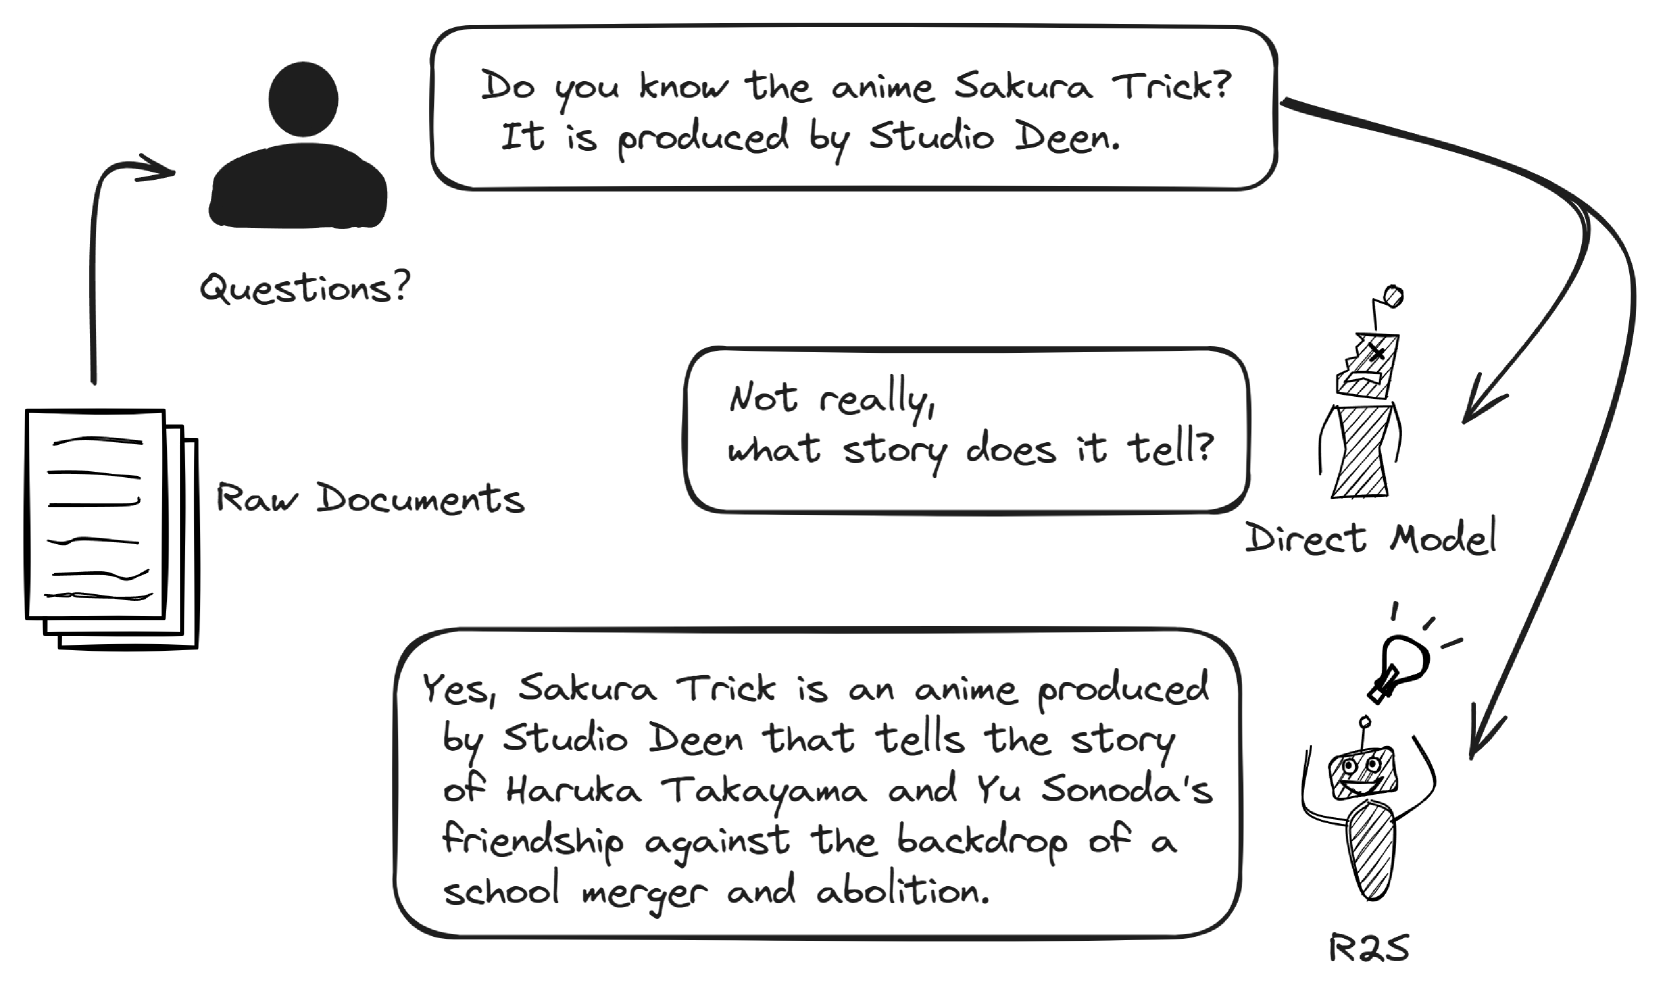 Do you know the anime Sakura Trick?
It is produced by Studio Deen.
Questions?
Not really,
what story does it tell?
Raw Documents
Direct Model
Yes, Sakura Trick is an anime produced
by Studio Deen that tells the story
of Haruka Takayama and Yu Sonoda's
friendship against the backdrop of a
school merger and abolition.
R2S